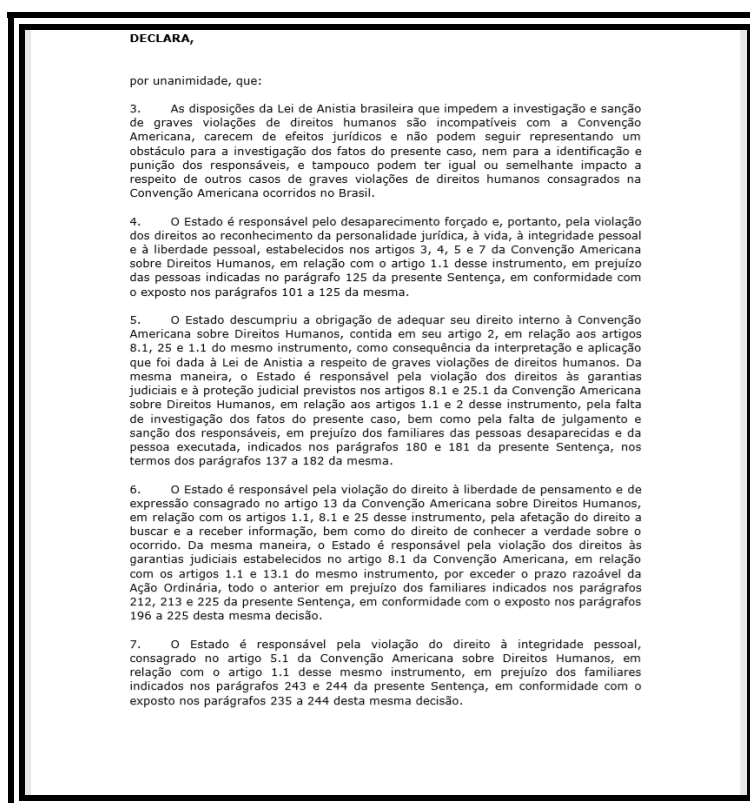 DECLARA,
por unanimidade, que:
3. As disposições da Lei de Anistia brasileira que impedem a investigação e sanção
de graves violações de direitos humanos são incompatíveis com a Convenção
Americana, carecem de efeitos jurídicos e não podem seguir representando um
obstáculo para a investigação dos fatos do presente caso, nem para a identificação e
punição dos responsáveis, e tampouco podem ter igual ou semelhante impacto a
respeito de outros casos de graves violações de direitos humanos consagrados na
Convenção Americana ocorridos no Brasil.
4. O Estado é responsável pelo desaparecimento forçado e, portanto, pela violação
dos direitos ao reconhecimento da personalidade jurídica, à vida, à integridade pessoal
e à liberdade pessoal, estabelecidos nos artigos 3, 4, 5 e 7 da Convenção Americana
sobre Direitos Humanos, em relação com o artigo 1.1 desse instrumento, em prejuízo
das pessoas indicadas no parágrafo 125 da presente Sentença, em conformidade com
o exposto nos parágrafos 101 a 125 da mesma.
5. O Estado descumpriu a obrigação de adequar seu direito interno à Convenção
Americana sobre Direitos Humanos, contida em seu artigo 2, em relação aos artigos
8.1, 25 e 1.1 do mesmo instrumento, como consequência da interpretação e aplicação
que foi dada à Lei de Anistia a respeito de graves violações de direitos humanos. Da
mesma maneira, o Estado é responsável pela violação dos direitos às garantias
judiciais e à proteção judicial previstos nos artigos 8.1 e 25.1 da Convenção Americana
sobre Direitos Humanos, em relação aos artigos 1.1 e 2 desse instrumento, pela falta
de investigação dos fatos do presente caso, bem como pela falta de julgamento e
sanção dos responsáveis, em prejuízo dos familiares das pessoas desaparecidas e da
pessoa executada, indicados nos parágrafos 180 e 181 da presente Sentença, nos
termos dos parágrafos 137 a 182 da mesma.
6. O Estado é responsável pela violação do direito à liberdade de pensamento e de
expressão consagrado no artigo 13 da Convenção Americana sobre Direitos Humanos,
em relação com os artigos 1.1, 8.1 e 25 desse instrumento, pela afetação do direito a
buscar e a receber informação, bem como do direito de conhecer a verdade sobre o
ocorrido. Da mesma maneira, o Estado é responsável pela violação dos direitos às
garantias judiciais estabelecidos no artigo 8.1 da Convenção Americana, em relação
com os artigos 1.1 e 13.1 do mesmo instrumento, por exceder o prazo razoável da
Ação Ordinária, todo o anterior em prejuízo dos familiares indicados nos parágrafos
212, 213 e 225 da presente Sentença, em conformidade com o exposto nos parágrafos
196 a 225 desta mesma decisão.
7. O Estado é responsável pela violação do direito à integridade pessoal,
consagrado no artigo 5.1 da Convenção Americana sobre Direitos Humanos, em
relação com o artigo 1.1 desse mesmo instrumento, em prejuízo dos familiares
indicados nos parágrafos 243 e 244 da presente Sentença, em conformidade com o
exposto nos parágrafos 235 a 244 desta mesma decisão.